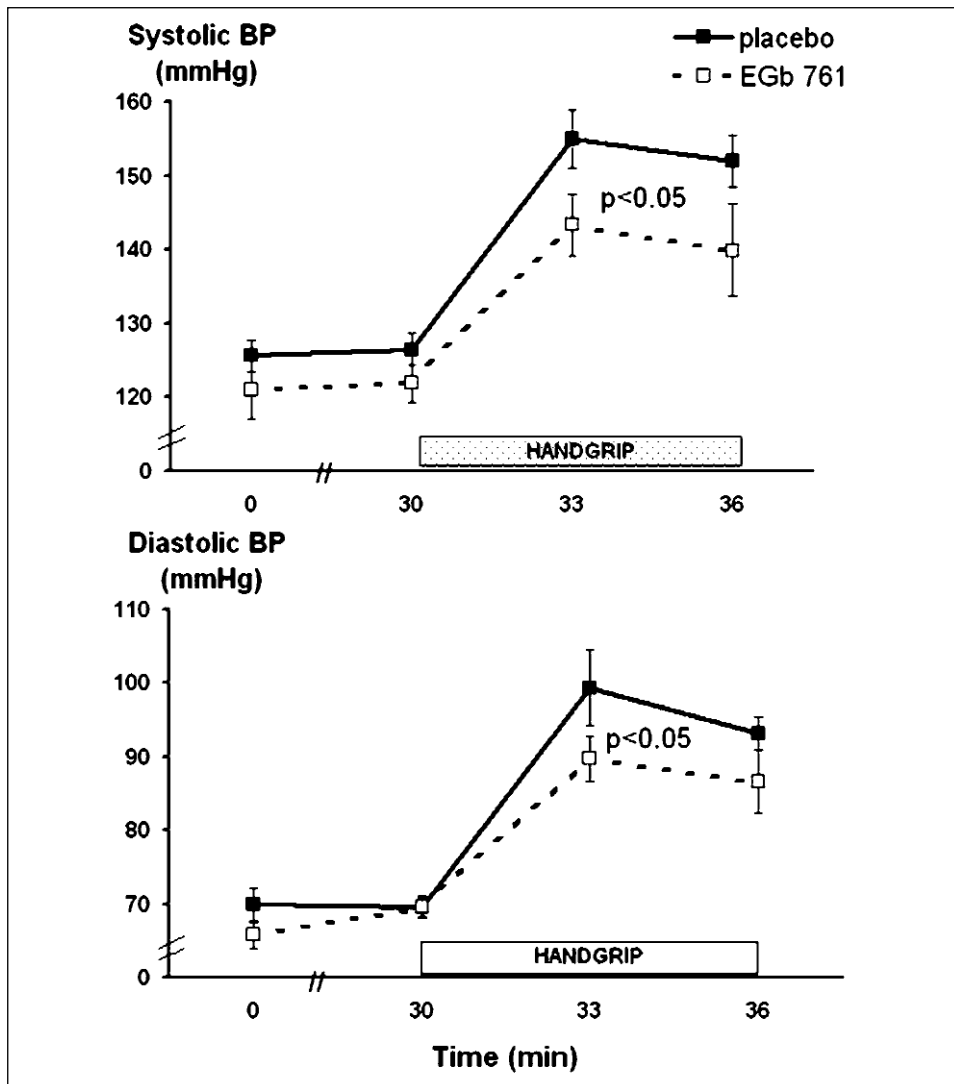 Systolic BP
(mmHg)
placebo
EGb 761
160
150
p<0.05
140
130
120
HANDGRIP
0
0 30 33 36
Diastolic BP
(mmHg)
110
100
p<0.05
90
80
70
HANDGRIP
0
0 30 33 36
Time (min)